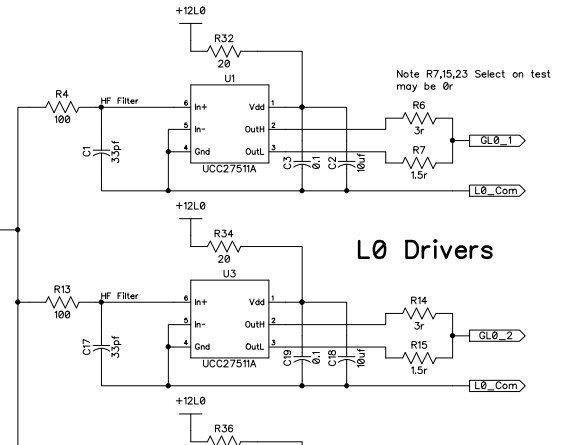 +12L0
R32
20
U1
Note R7,15,23 Select on test
may be 0r
R4
100
HF Filter
6 In+ Vdd 1
5 In- OutH 2
4 Gnd OutL 3
UCC27511A
C1
33pf
C3
0.1
C2
10uf
R6
3r
R7
1.5r
GL0_1
L0_Com
+12L0
R34
20
L0 Drivers
U3
R13
100
HF Filter
6 In+ Vdd 1
5 In- OutH 2
4 Gnd OutL 3
UCC27511A
C17
33pf
C19
0.1
C18
10uf
R14
3r
R15
1.5r
GL0_2
L0_Com
+12L0
R36